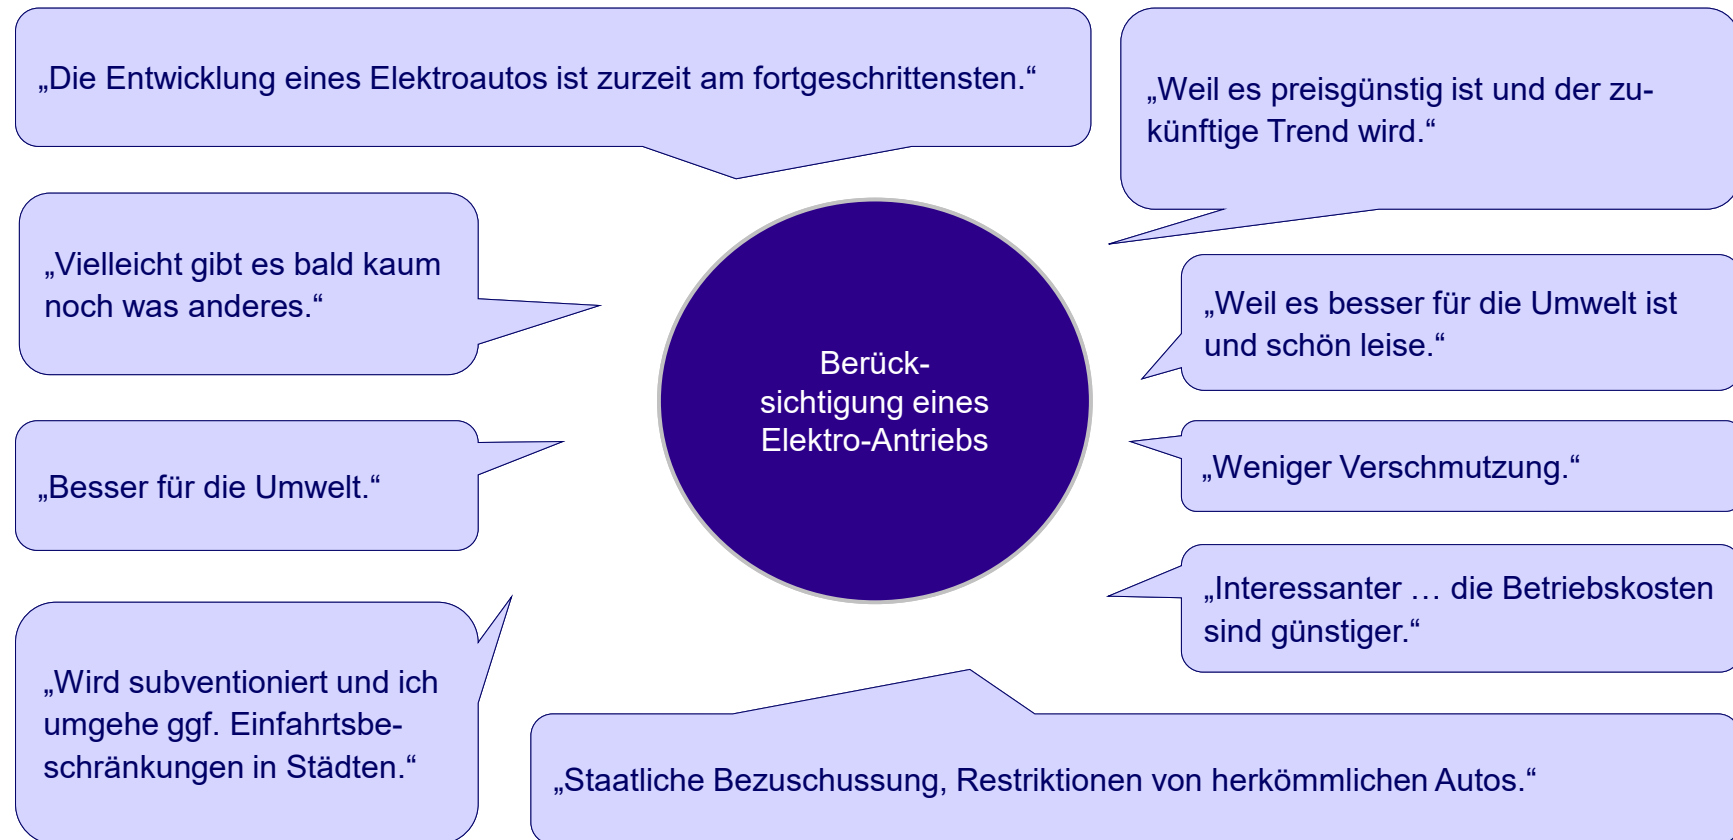 „Die Entwicklung eines Elektroautos ist zurzeit am fortgeschrittensten.“
„Weil es preisgünstig ist und der zu-
künftige Trend wird.“
„Vielleicht gibt es bald kaum
noch was anderes.“
„Weil es besser für die Umwelt ist
und schön leise.“
Berück-
sichtigung eines
Elektro-Antriebs
„Besser für die Umwelt.“
„Weniger Verschmutzung.“
„Interessanter … die Betriebskosten
sind günstiger.“
„Wird subventioniert und ich
umgehe ggf. Einfahrtsbe-
schränkungen in Städten.“
„Staatliche Bezuschussung, Restriktionen von herkömmlichen Autos.“